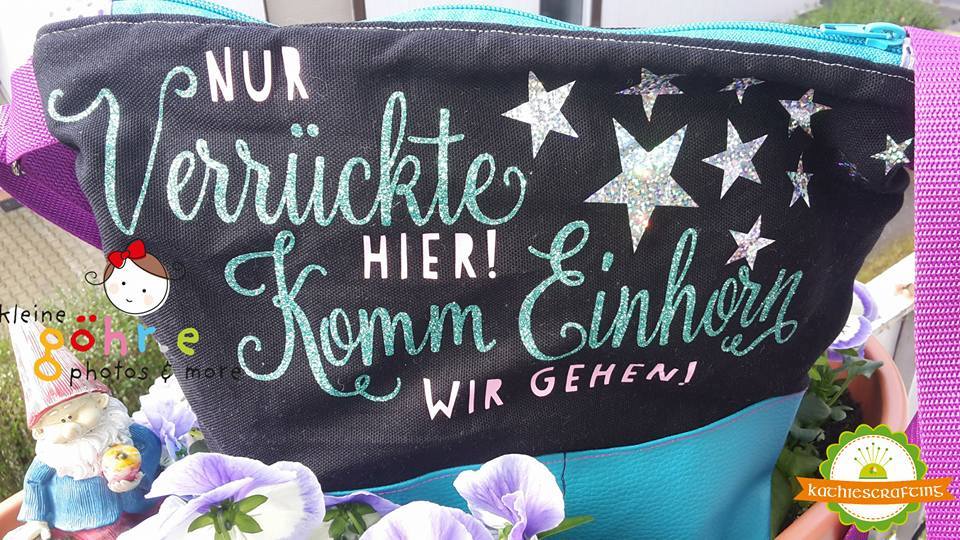 NUR
Verrückte
HIER!
Komm Einhorn
WIR GEHEN!
kleine
göhre
photos & more
KATHIESCRAFTING